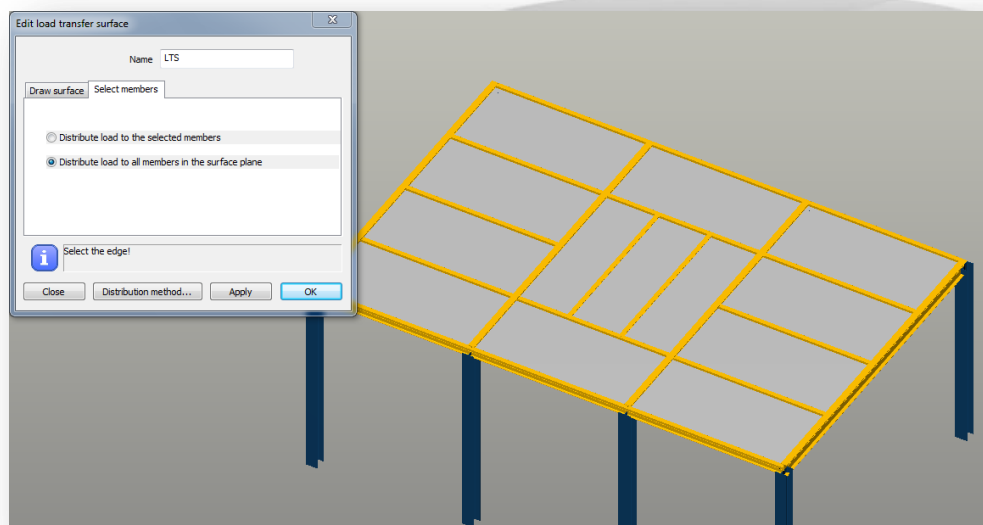 Edit load transfer surface
Name LTS
Draw surface Select members
Distribute load to the selected members
Distribute load to all members in the surface plane
Select the edge!
Close Distribution method... Apply OK